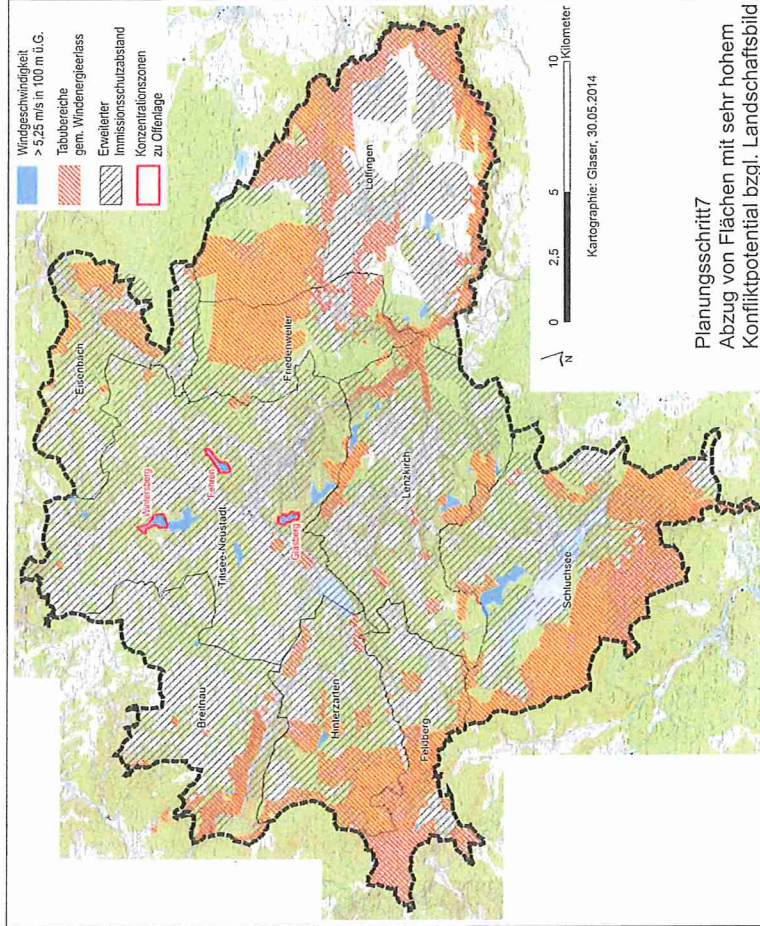 Windgeschwindigkeit
> 5,25 m/s in 100 m ü.G.
Tabubereiche
gem. Windenergieerlass
Erweiterter
Immissionsschutzabstand
Konzentrationszonen
zu Offenlage
Eisenbach
Winterberg
Fehren
Titisee-Neustadt
Friedenweiler
Löffingen
Breitnau
Glasberg
Hinterzarten
Lenzkirch
Feldberg
Schluchsee
N
0
2,5
5
10
Kilometer
Kartographie: Glaser, 30.05.2014
Planungsschritt7
Abzug von Flächen mit sehr hohem
Konfliktpotential bzgl. Landschaftsbild